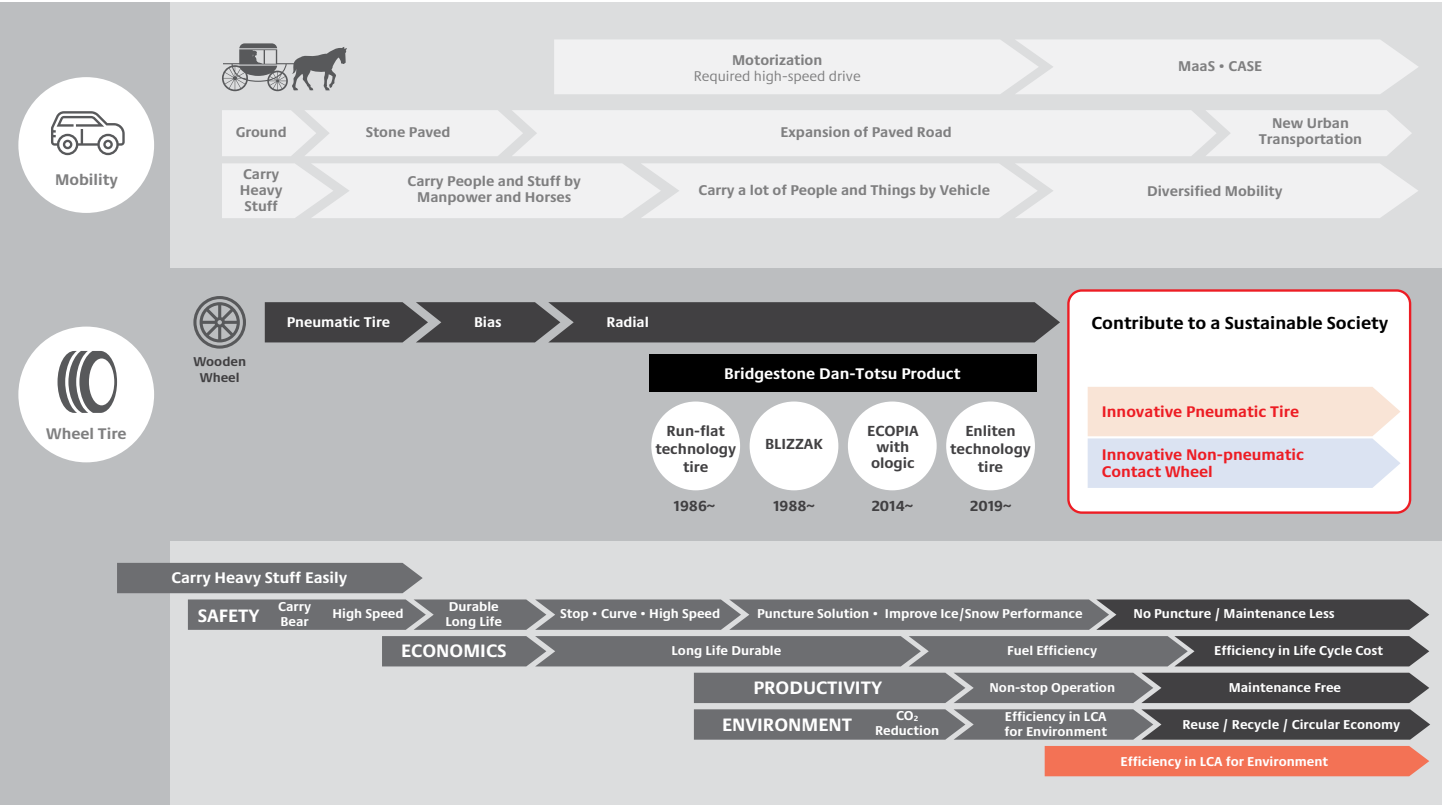 Motorization
Required high-speed drive
MaaS • CASE
Ground
Stone Paved
Expansion of Paved Road
New Urban
Transportation
Mobility
Carry
Heavy
Stuff
Carry People and Stuff by
Manpower and Horses
Carry a lot of People and Things by Vehicle
Diversified Mobility
Wooden
Wheel
Pneumatic Tire
Bias
Radial
Contribute to a Sustainable Society
Bridgestone Dan-Totsu Product
Wheel Tire
Run-flat
technology
tire
BLIZZAK
ECOPIA
with
ologic
Enliten
technology
tire
1986~
1988~
2014~
2019~
Innovative Pneumatic Tire
Innovative Non-pneumatic
Contact Wheel
Carry Heavy Stuff Easily
SAFETY
Carry
Bear
High Speed
Durable
Long Life
Stop • Curve • High Speed
Puncture Solution • Improve Ice/Snow Performance
No Puncture / Maintenance Less
ECONOMICS
Long Life Durable
Fuel Efficiency
Efficiency in Life Cycle Cost
PRODUCTIVITY
Non-stop Operation
Maintenance Free
ENVIRONMENT
CO₂
Reduction
Efficiency in LCA
for Environment
Reuse / Recycle / Circular Economy
Efficiency in LCA for Environment